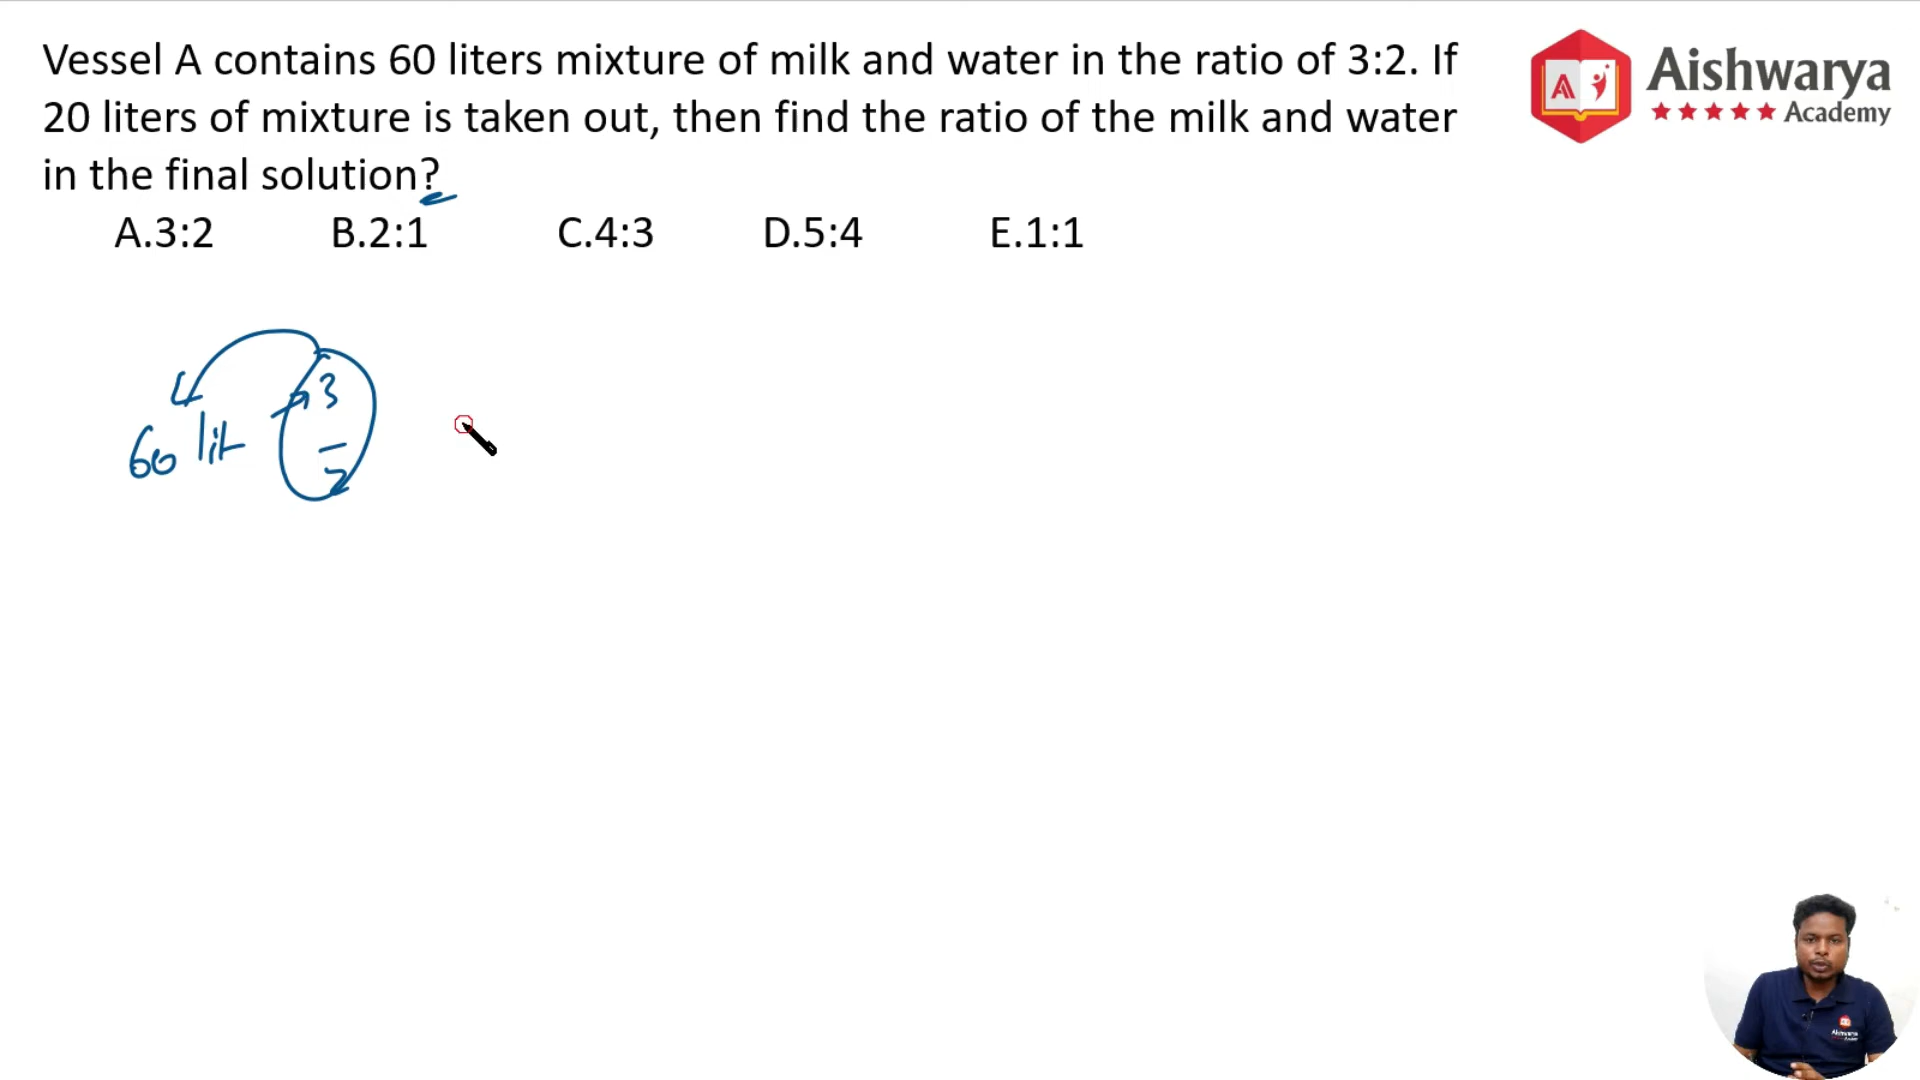 Vessel A contains 60 liters mixture of milk and water in the ratio of 3:2. If
20 liters of mixture is taken out, then find the ratio of the milk and water
in the final solution?
A.3:2 B.2:1 C.4:3 D.5:4 E.1:1
Aishwarya
Academy
3
60 lit
2